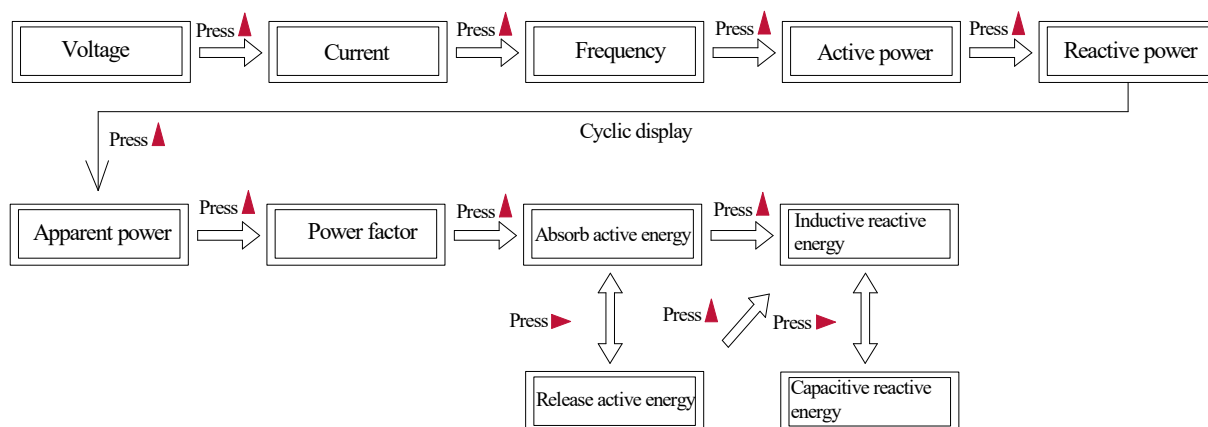 Press Press Press Press
Voltage Current Frequency Active power Reactive power
Cyclic display
Press
Press Press Press
Apparent power Power factor Absorb active energy Inductive reactive
energy
Press Press Press
Release active energy Capacitive reactive
energy